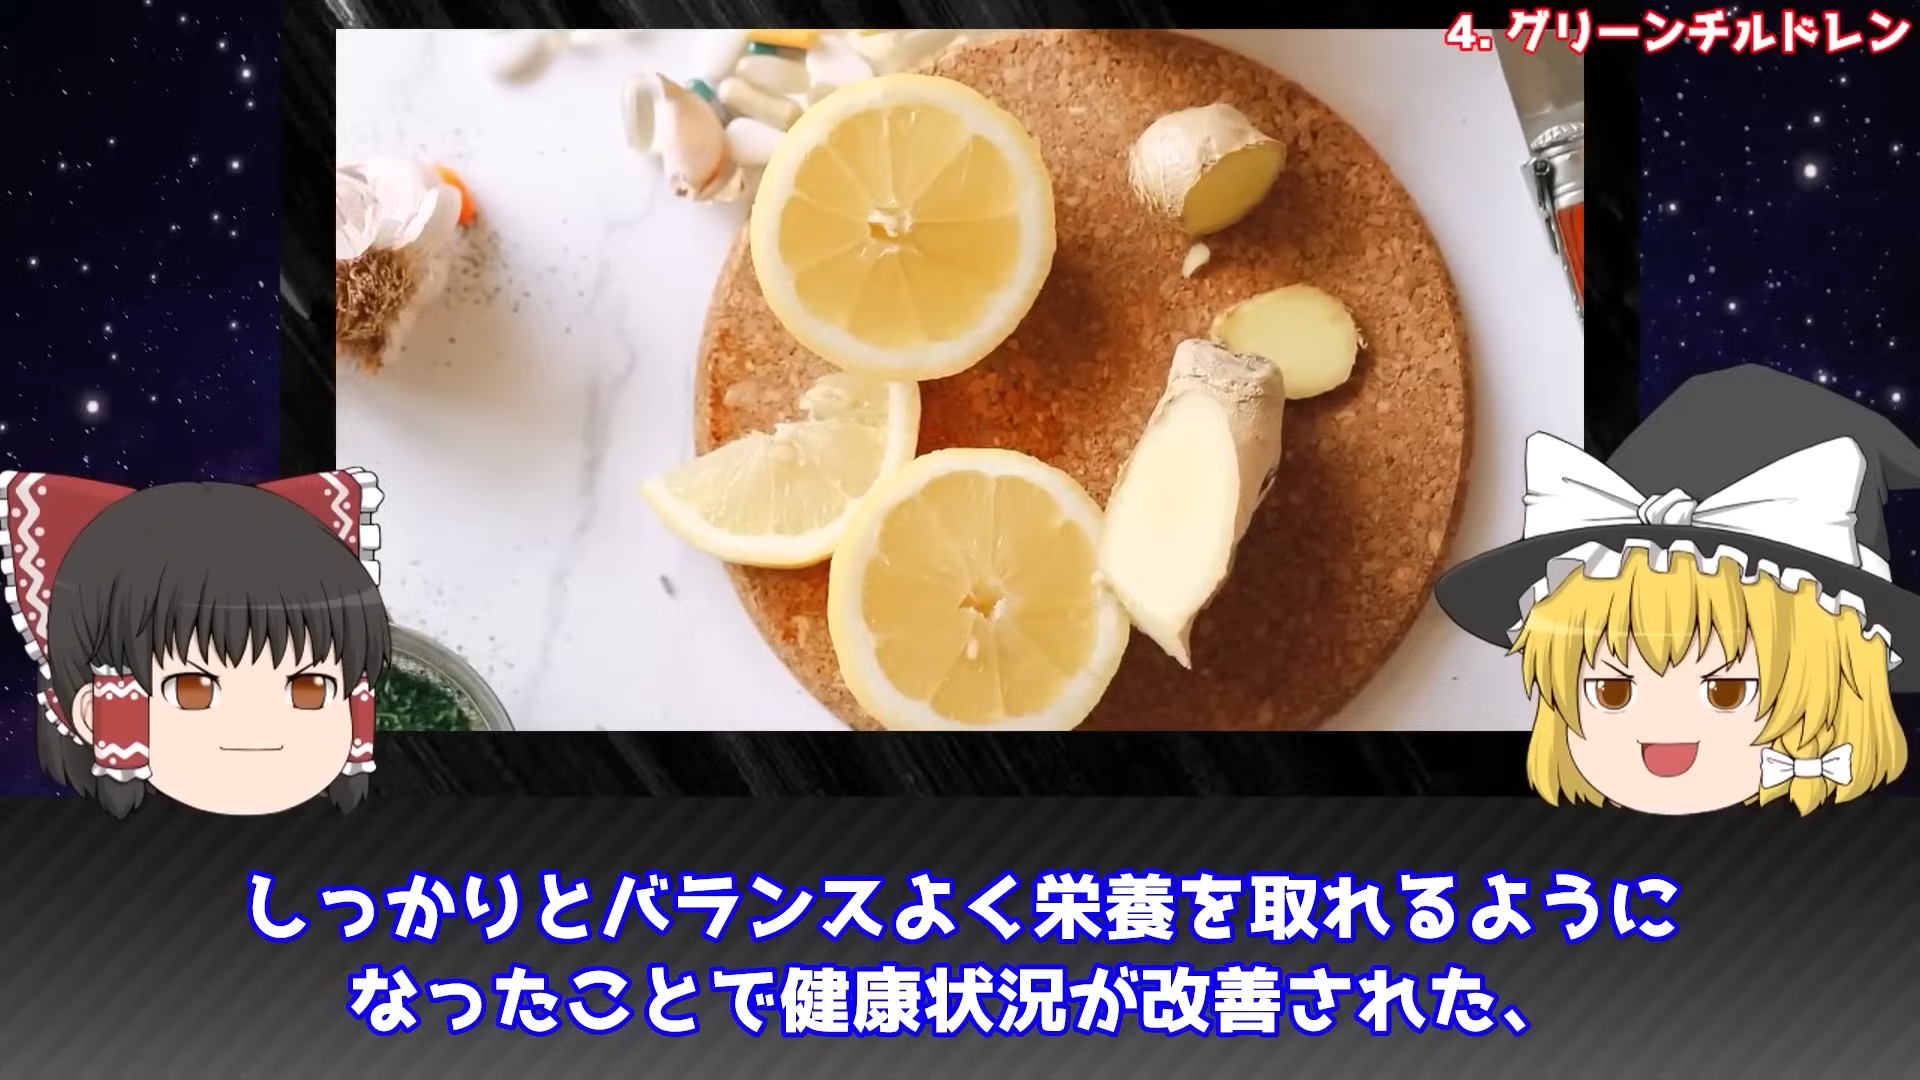 4. グリーンチルドレン
しっかりとバランスよく栄養を取れるように
なったことで健康状況が改善された、